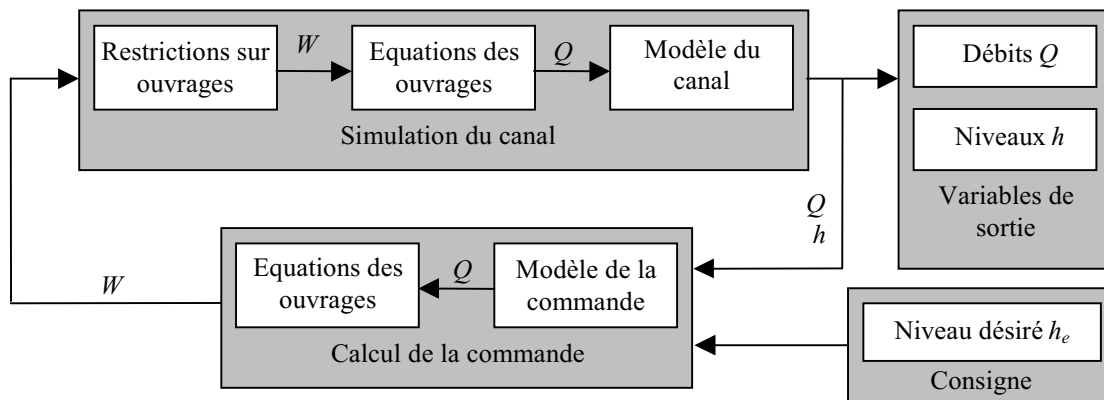 Restrictions sur
ouvrages
W
Equations des
ouvrages
Q
Modèle du
canal
Simulation du canal
Débits Q
Niveaux h
Variables de
sortie
Q
h
Equations des
ouvrages
Q
Modèle de la
commande
Calcul de la commande
W
Niveau désiré he
Consigne